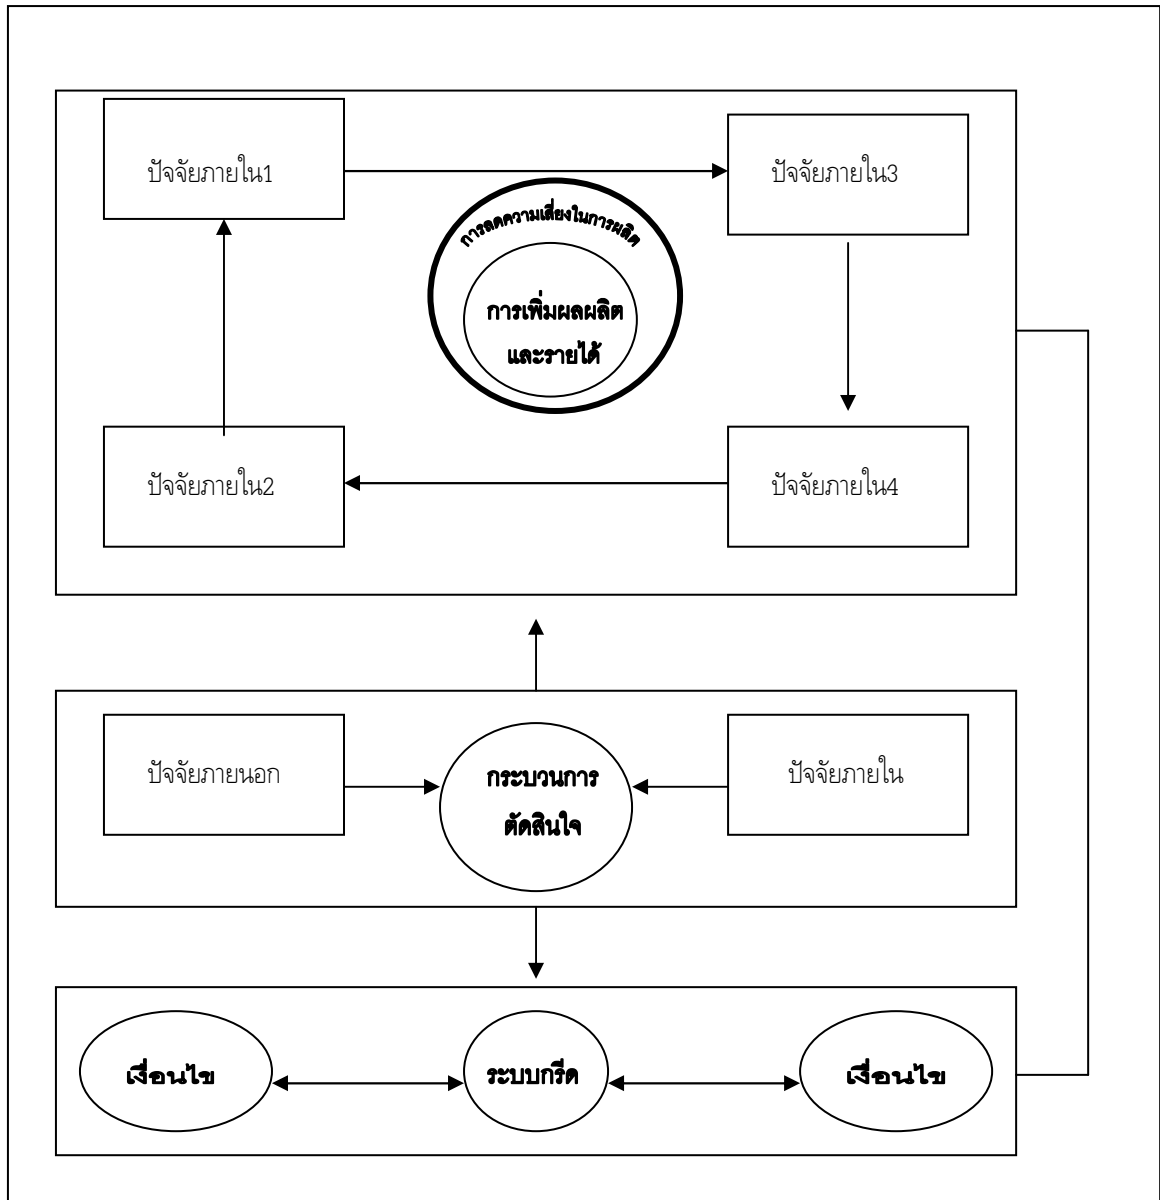 ปัจจัยภายใน1
ปัจจัยภายใน3
การลดความเสี่ยงในการผลิต
การเพิ่มผลผลิต
และรายได้
ปัจจัยภายใน2
ปัจจัยภายใน4
ปัจจัยภายนอก
กระบวนการ
ตัดสินใจ
ปัจจัยภายใน
เงื่อนไข
ระบบกรีด
เงื่อนไข